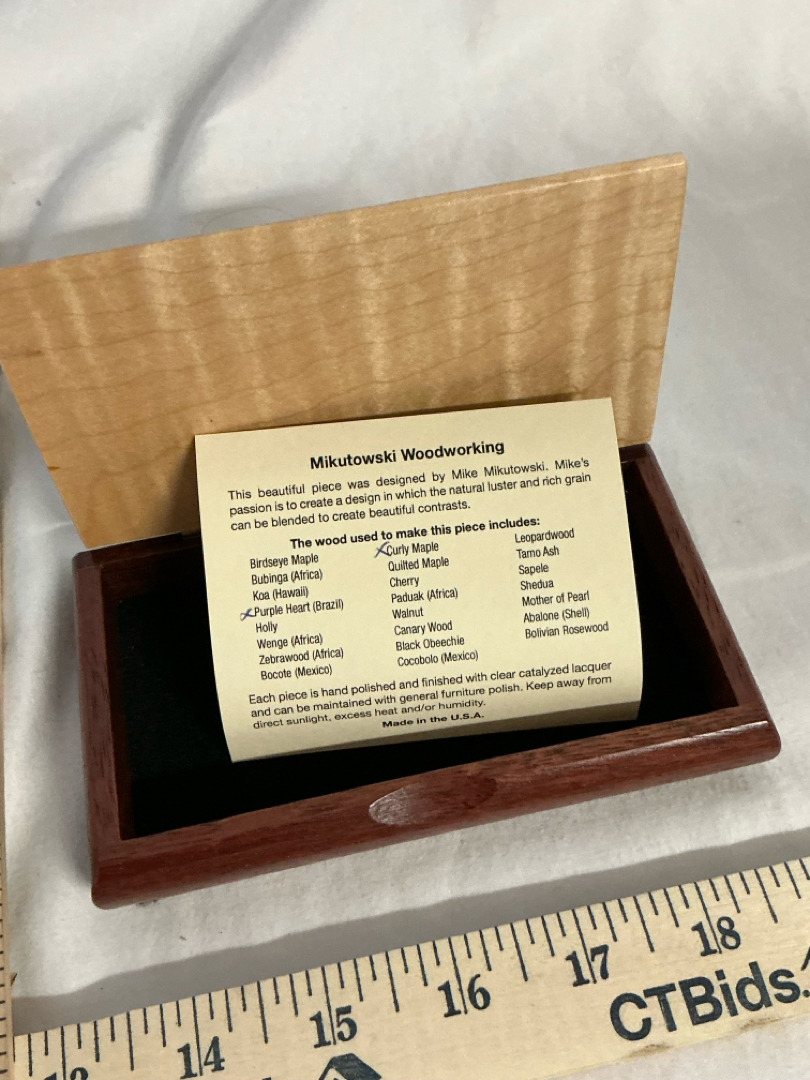 Mikutowski Woodworking
This beautiful piece was designed by Mike Mikutowski. Mike's
passion is to create a design in which the natural luster and rich grain
can be blended to create beautiful contrasts.
The wood used to make this piece includes:
Birdseye Maple
Bubinga (Africa)
Koa (Hawaii)
Purple Heart (Brazil)
Holly
Wenge (Africa)
Zebrawood (Africa)
Bocote (Mexico)
Curly Maple
Quilted Maple
Cherry
Paduak (Africa)
Walnut
Canary Wood
Black Obeechie
Cocobolo (Mexico)
Leopardwood
Tamo Ash
Sapele
Shedua
Mother of Pearl
Abalone (Shell)
Bolivian Rosewood
Each piece is hand polished and finished with clear catalyzed lacquer
and can be maintained with general furniture polish. Keep away from
direct sunlight, excess heat and/or humidity.
Made in the U.S.A.
14 15 16 17 18
CTBids.